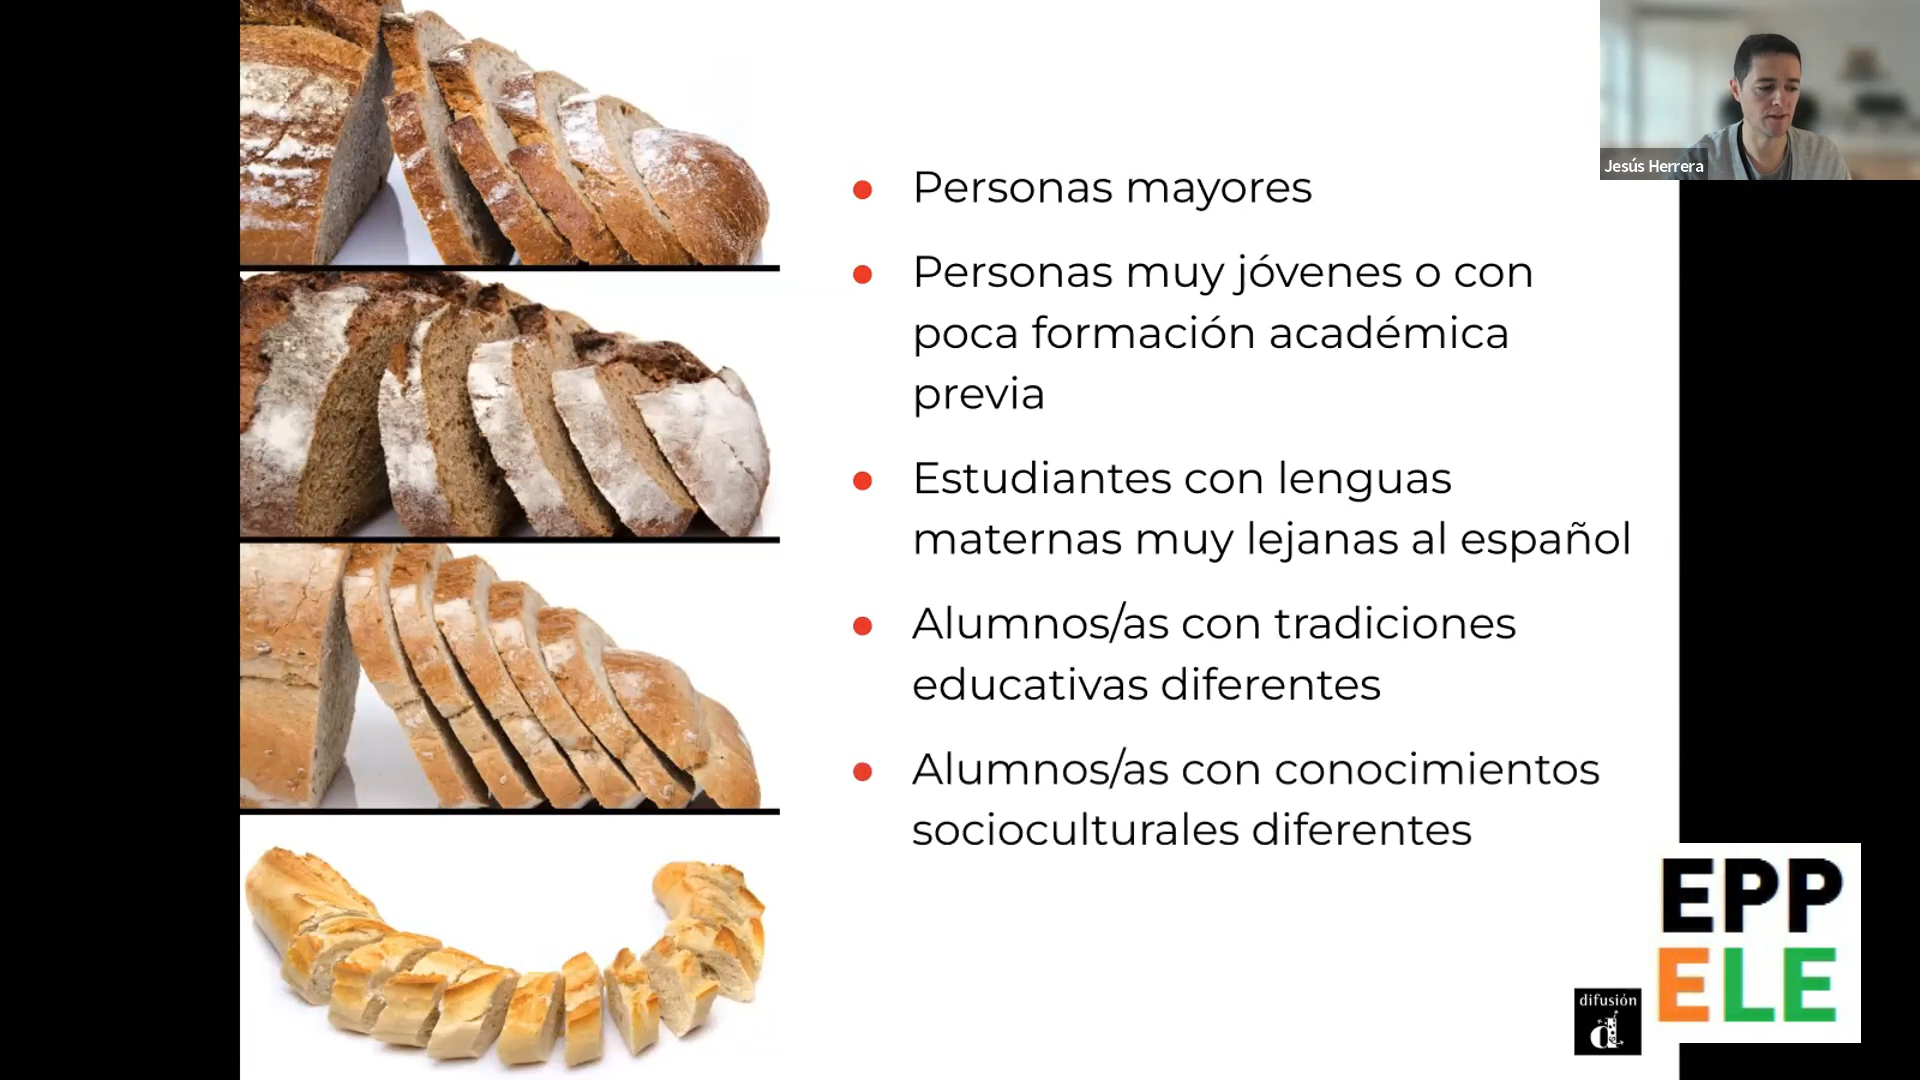 Jesús Herrera
Personas mayores
Personas muy jóvenes o con
poca formación académica
previa
Estudiantes con lenguas
maternas muy lejanas al español
Alumnos/as con tradiciones
educativas diferentes
Alumnos/as con conocimientos
socioculturales diferentes
EPP
ELE
difusión
d